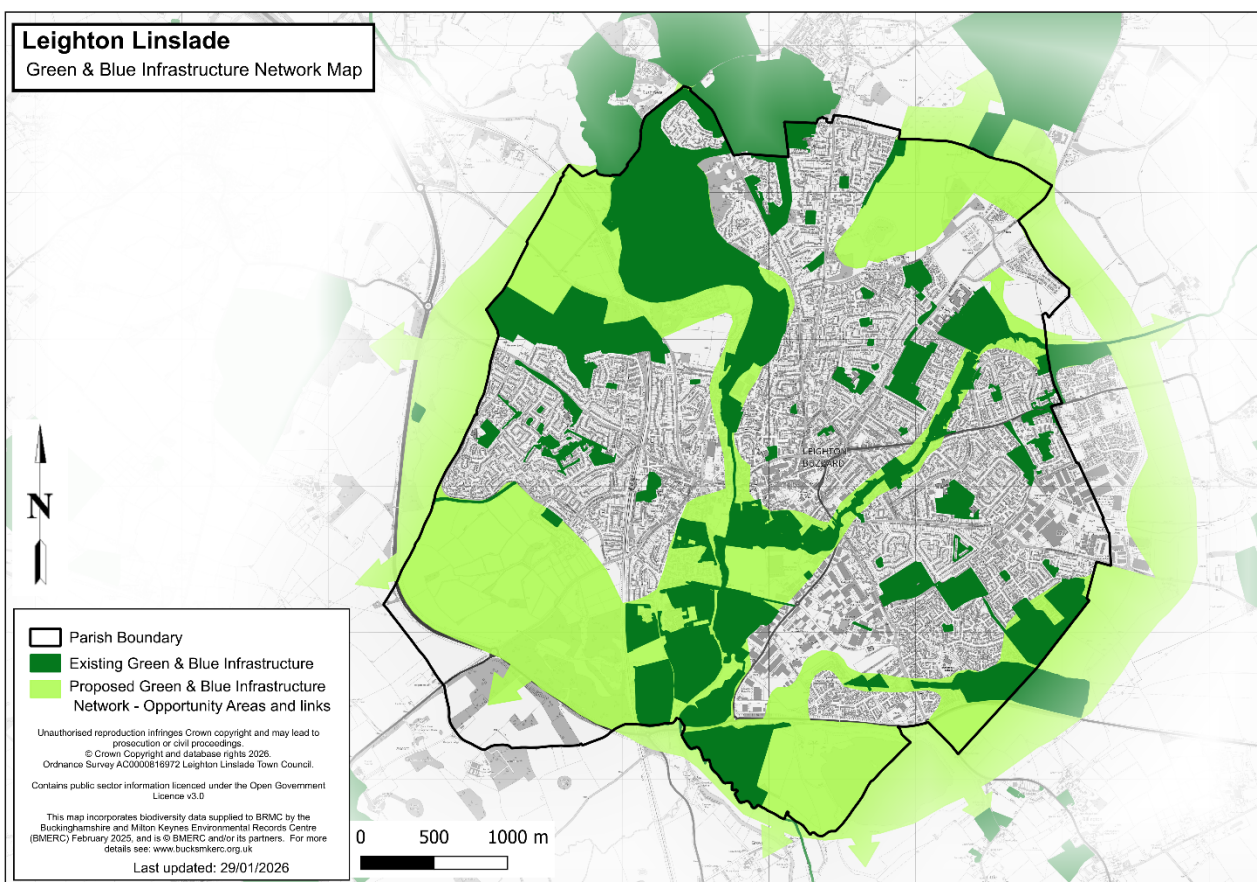 Leighton Linslade
Green & Blue Infrastructure Network Map
LEIGHTON
BUZZARD
N
Parish Boundary
Existing Green & Blue Infrastructure
Proposed Green & Blue Infrastructure
Network - Opportunity Areas and links
Unauthorised reproduction infringes Crown copyright and may lead to
prosecution or civil proceedings.
© Crown Copyright and database rights 2026.
Ordnance Survey AC0000816972 Leighton Linslade Town Council.
Contains public sector information licenced under the Open Government
Licence v3.0
This map incorporates biodiversity data supplied to BRMC by the
Buckinghamshire and Milton Keynes Environmental Records Centre
(BMERC) February 2025, and is © BMERC and/or its partners. For more
details see: www.bucksmkerc.org.uk
Last updated: 29/01/2026
0 500 1000 m